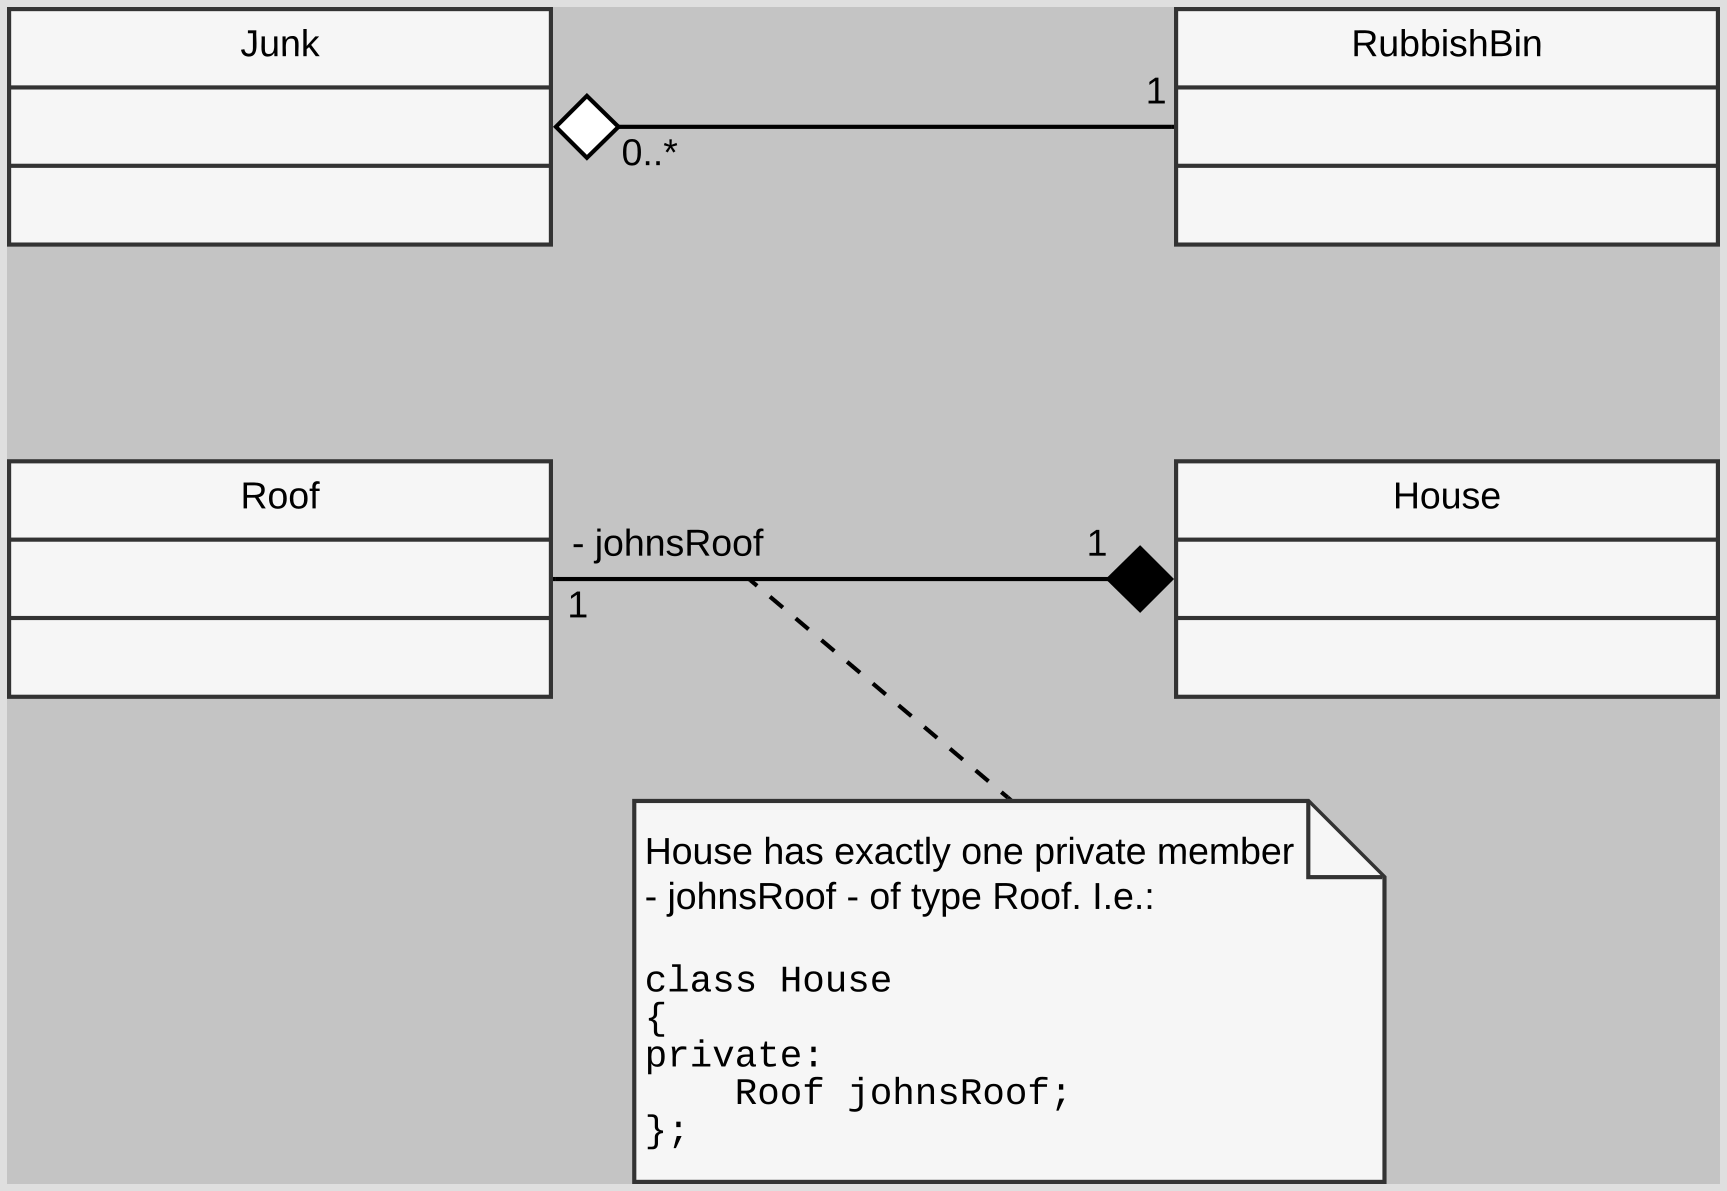 Junk
RubbishBin
1
0..*
Roof
House
- johnsRoof
1
1
House has exactly one private member
- johnsRoof - of type Roof. I.e.:
class House
{
private:
     Roof johnsRoof;
};